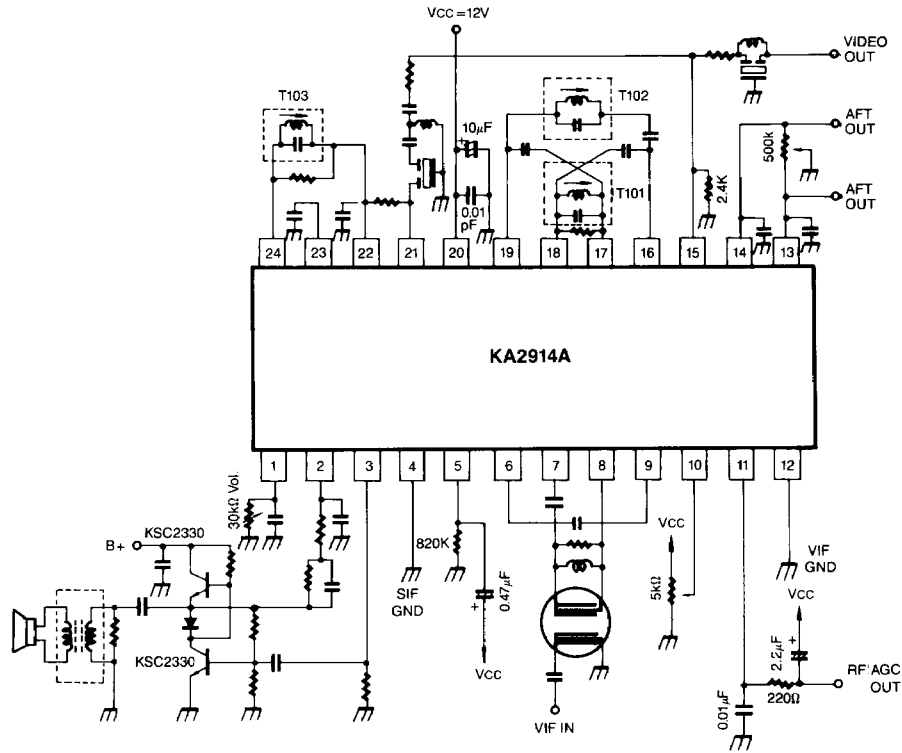 VCC=12V
VIDEO
OUT
T103
T102
10µF
+
AFT
OUT
500k
T101
2.4K
0.01
pF
AFT
OUT
24
23
22
21
20
19
18
17
16
15
14
13
KA2914A
1
2
3
4
5
6
7
8
9
10
11
12
30kΩ Vol.
KSC2330
B+
820K
SIF
GND
+
0.47µF
VCC
VCC
5kΩ
VIF
GND
VCC
+
2.2µF
KSC2330
VCC
RF AGC
OUT
220Ω
0.01µF
VIF IN